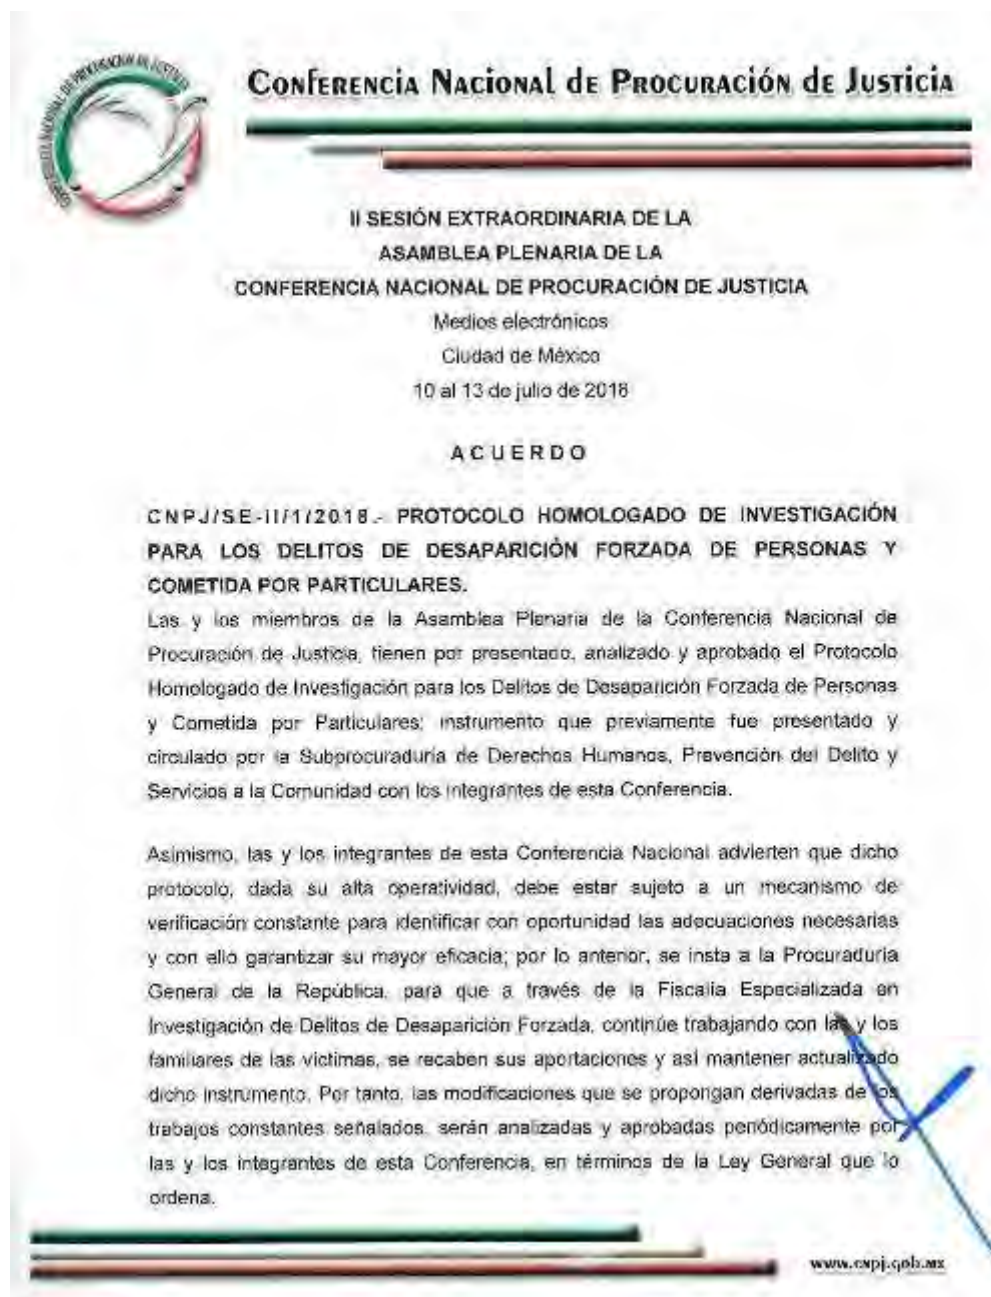 CONFERENCIA NACIONAL DE PROCURACIÓN DE JUSTICIA
Conferencia Nacional de Procuración de Justicia
II SESIÓN EXTRAORDINARIA DE LA
ASAMBLEA PLENARIA DE LA
CONFERENCIA NACIONAL DE PROCURACIÓN DE JUSTICIA
Medios electrónicos
Ciudad de México
10 al 13 de julio de 2018
A C U E R D O
CNPJ/SE-II/1/2018.- PROTOCOLO HOMOLOGADO DE INVESTIGACIÓN
PARA LOS DELITOS DE DESAPARICIÓN FORZADA DE PERSONAS Y
COMETIDA POR PARTICULARES.
Las y los miembros de la Asamblea Plenaria de la Conferencia Nacional de
Procuración de Justicia, tienen por presentado, analizado y aprobado el Protocolo
Homologado de Investigación para los Delitos de Desaparición Forzada de Personas
y Cometida por Particulares; instrumento que previamente fue presentado y
circulado por la Subprocuraduría de Derechos Humanos, Prevención del Delito y
Servicios a la Comunidad con los integrantes de esta Conferencia.
Asimismo, las y los integrantes de esta Conferencia Nacional advierten que dicho
protocolo, dada su alta operatividad, debe estar sujeto a un mecanismo de
verificación constante para identificar con oportunidad las adecuaciones necesarias
y con ello garantizar su mayor eficacia; por lo anterior, se insta a la Procuraduría
General de la República, para que a través de la Fiscalía Especializada en
Investigación de Delitos de Desaparición Forzada, continúe trabajando con las y los
familiares de las víctimas, se recaben sus aportaciones y así mantener actualizado
dicho instrumento. Por tanto, las modificaciones que se propongan derivadas de los
trabajos constantes señalados, serán analizadas y aprobadas periódicamente por
las y los integrantes de esta Conferencia, en términos de la Ley General que lo
ordena.
www.cnpj.gob.mx